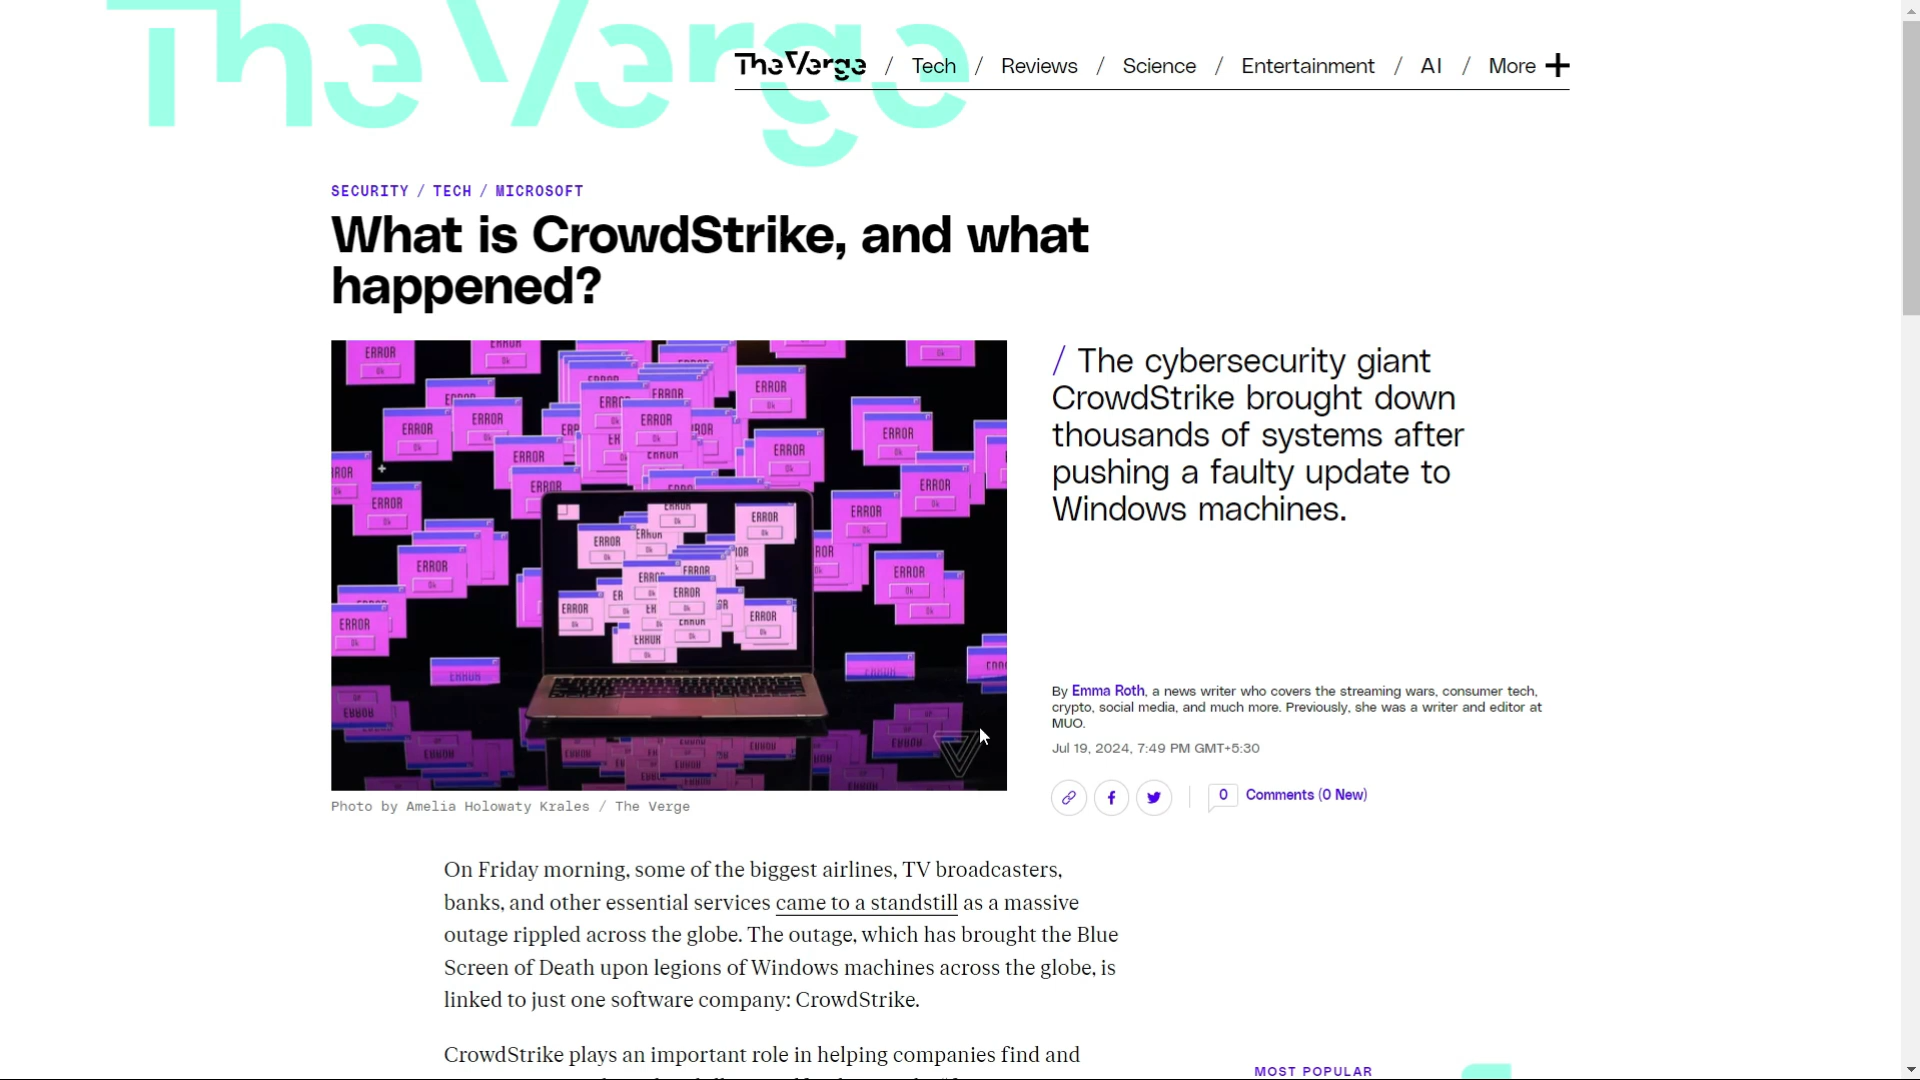 The Verge
The Verge / Tech / Reviews / Science / Entertainment / AI / More +
SECURITY / TECH / MICROSOFT
What is CrowdStrike, and what
happened?
ERROR
Ok
/ The cybersecurity giant
CrowdStrike brought down
thousands of systems after
pushing a faulty update to
Windows machines.
By Emma Roth, a news writer who covers the streaming wars, consumer tech,
crypto, social media, and much more. Previously, she was a writer and editor at
MUO.
Jul 19, 2024, 7:49 PM GMT+5:30
0 Comments (0 New)
Photo by Amelia Holowaty Krales / The Verge
On Friday morning, some of the biggest airlines, TV broadcasters,
banks, and other essential services came to a standstill as a massive
outage rippled across the globe. The outage, which has brought the Blue
Screen of Death upon legions of Windows machines across the globe, is
linked to just one software company: CrowdStrike.
CrowdStrike plays an important role in helping companies find and
MOST POPULAR